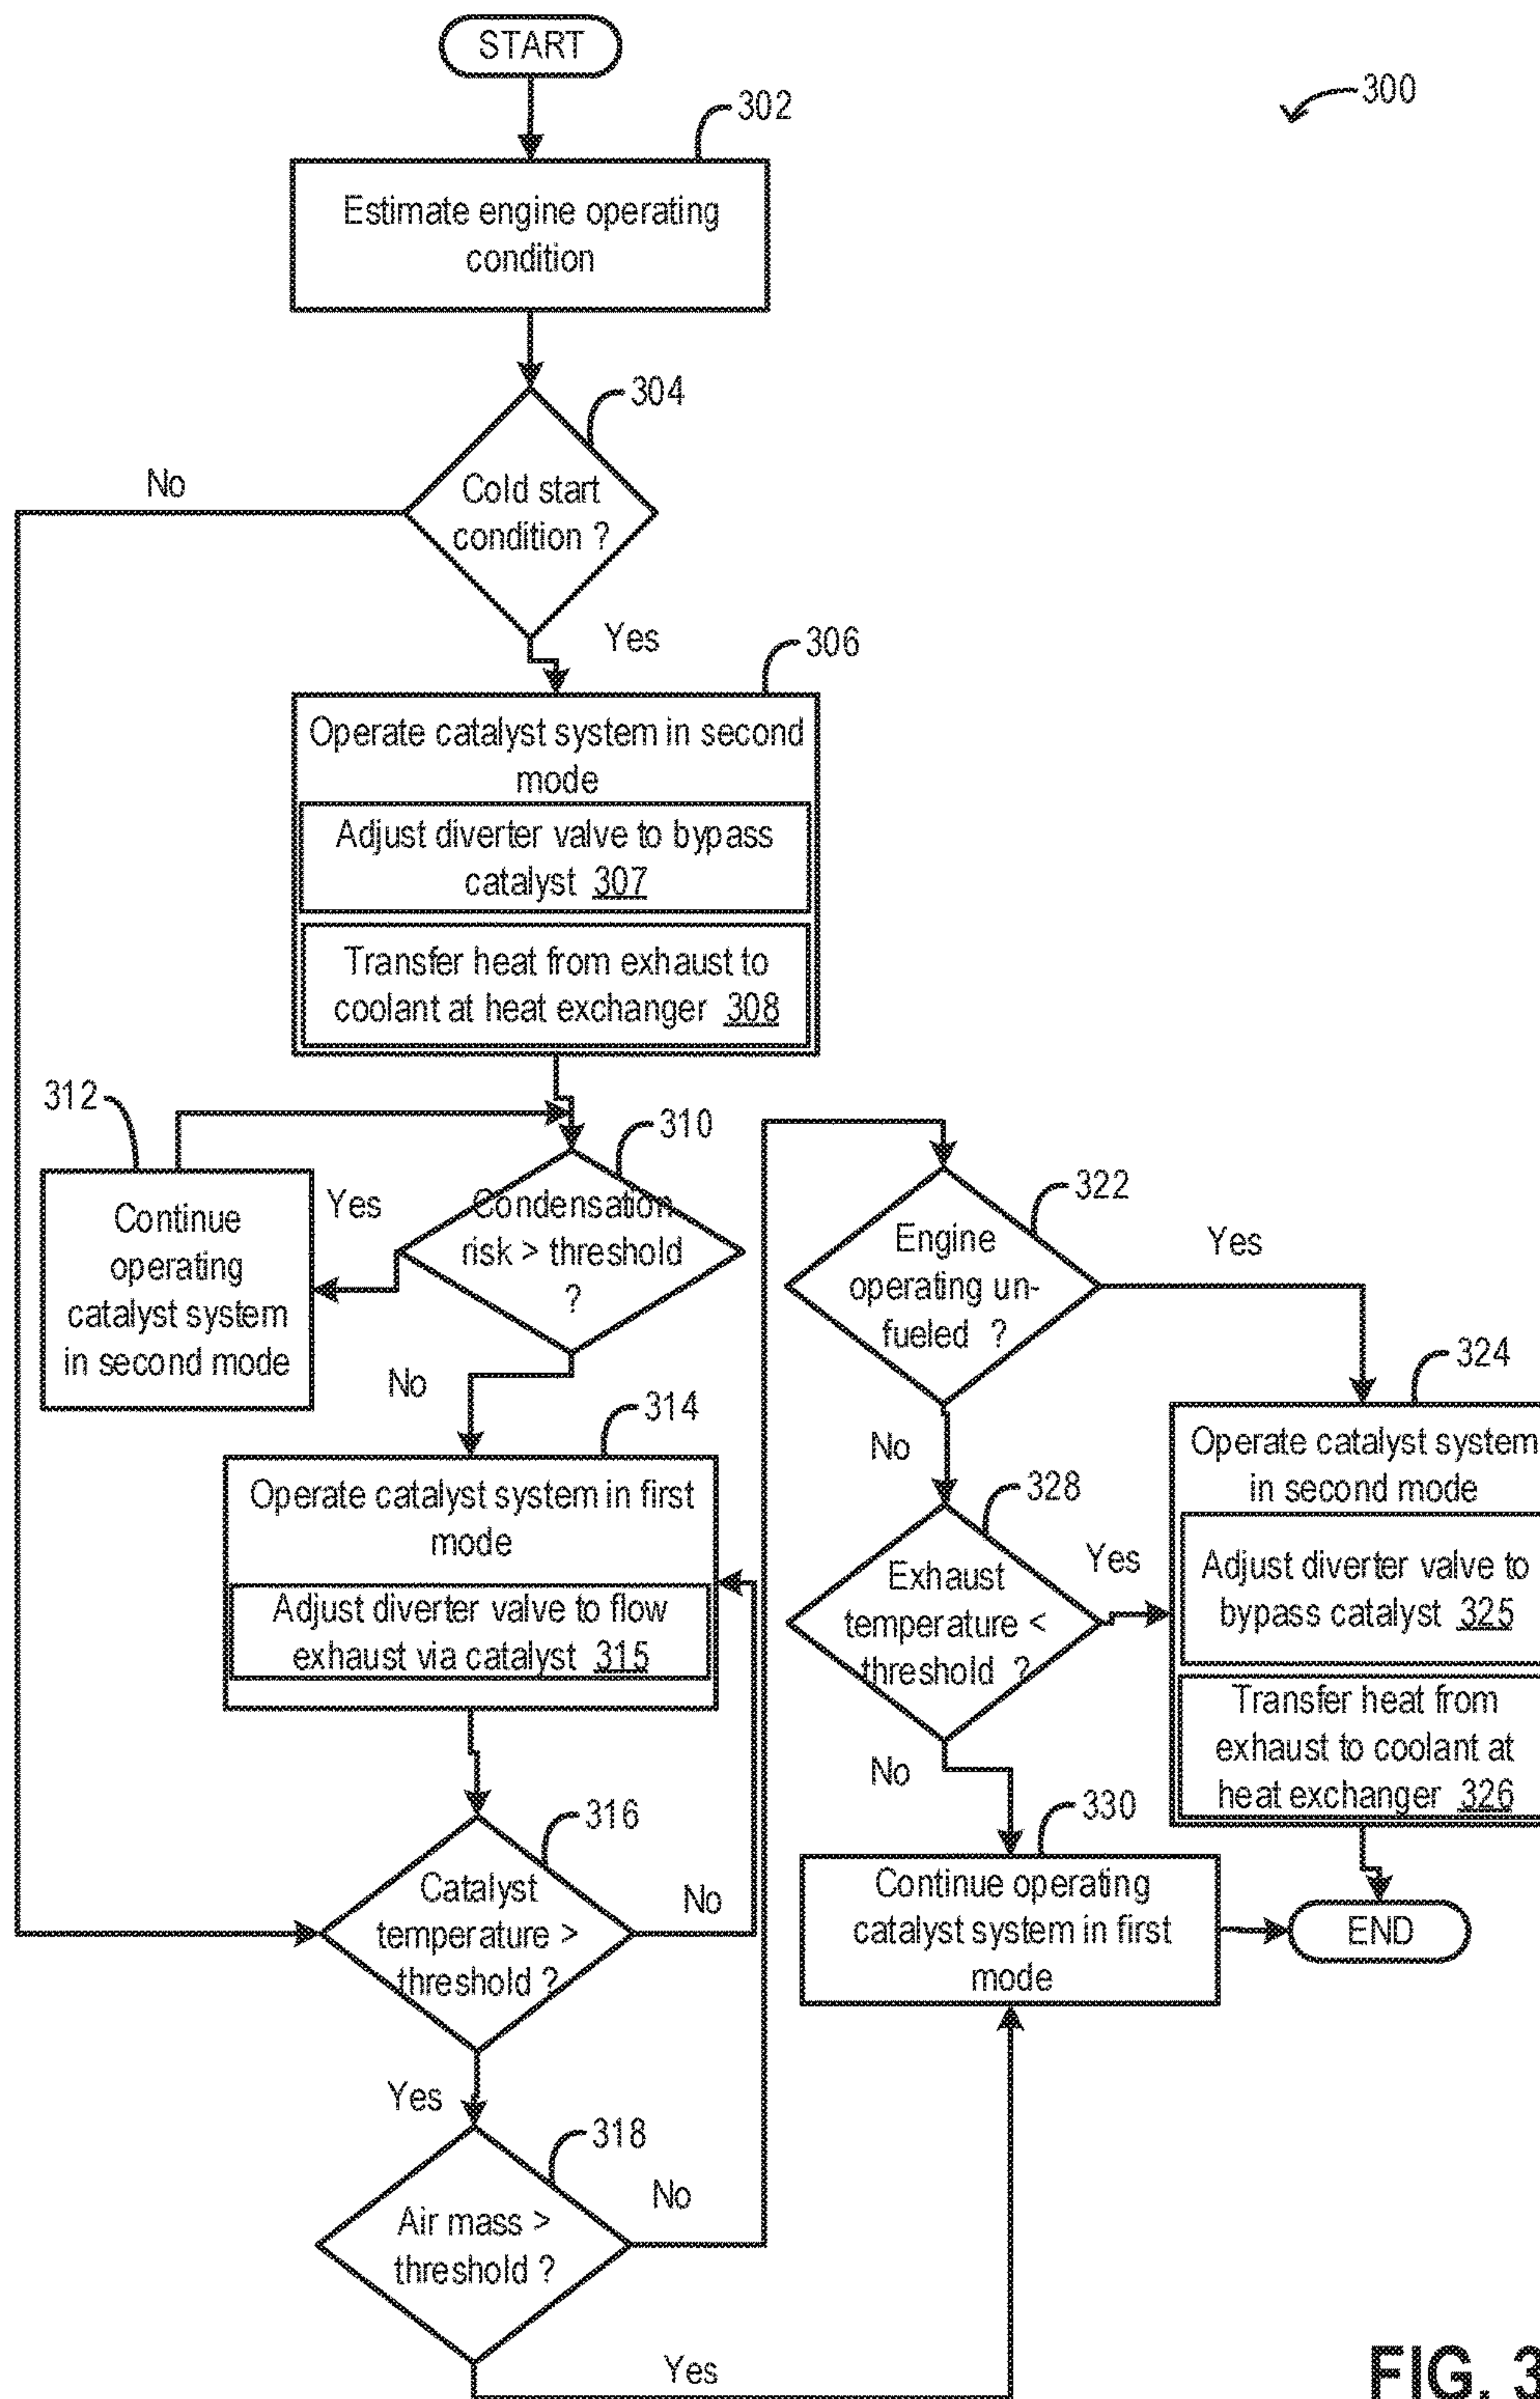 START
300
302
Estimate engine operating
condition
304
No
Cold start
condition ?
Yes
306
Operate catalyst system in second
mode
Adjust diverter valve to bypass
catalyst 307
Transfer heat from exhaust to
coolant at heat exchanger 308
312
310
Continue
operating
catalyst system
in second mode
Yes
Condensation
risk > threshold
?
No
314
Operate catalyst system in first
mode
Adjust diverter valve to flow
exhaust via catalyst 315
316
Catalyst
temperature >
threshold ?
No
Yes
318
Air mass >
threshold ?
No
Yes
322
Engine
operating un-
fueled ?
Yes
No
324
Operate catalyst system
in second mode
Adjust diverter valve to
bypass catalyst 325
Transfer heat from
exhaust to coolant at
heat exchanger 326
328
Exhaust
temperature <
threshold ?
Yes
No
330
Continue operating
catalyst system in first
mode
END
FIG. 3